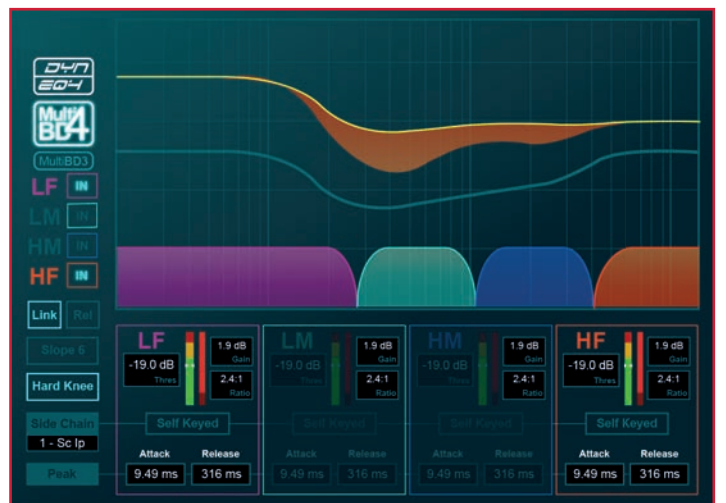 DYN
EQ4
Multi
BD4
MultiBD3
LF IN
LM IN
HM IN
HF IN
Link Rel
Slope 6
Hard Knee
Side Chain
1 - Sc Ip
Peak
LF
-19.0 dB
Thres
1.9 dB
Gain
2.4:1
Ratio
Self Keyed
Attack Release
9.49 ms 316 ms
LM
-19.0 dB
Thres
1.9 dB
Gain
2.4:1
Ratio
Self Keyed
Attack Release
9.49 ms 316 ms
HM
-19.0 dB
Thres
1.9 dB
Gain
2.4:1
Ratio
Self Keyed
Attack Release
9.49 ms 316 ms
HF
-19.0 dB
Thres
1.9 dB
Gain
2.4:1
Ratio
Self Keyed
Attack Release
9.49 ms 316 ms